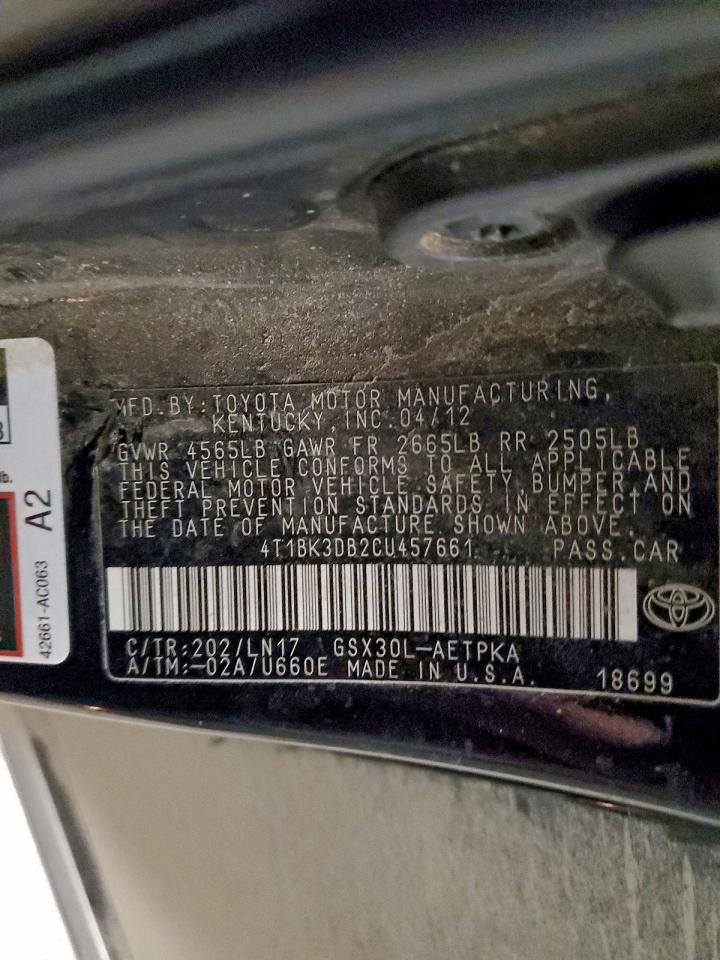 MFD. BY: TOYOTA MOTOR MANUFACTURING,
KENTUCKY, INC. 04/12
GVWR 4565LB GAWR FR 2665LB RR 2505LB
THIS VEHICLE CONFORMS TO ALL APPLICABLE
FEDERAL MOTOR VEHICLE SAFETY, BUMPER AND
THEFT PREVENTION STANDARDS IN EFFECT ON
THE DATE OF MANUFACTURE SHOWN ABOVE.
4T1BK3DB2CU457661 PASS. CAR
C/TR:202/LN17 GSX30L-AETPKA
A/TM:-02A/U660E MADE IN U.S.A. 18699
A2
42661-AC063
lb.